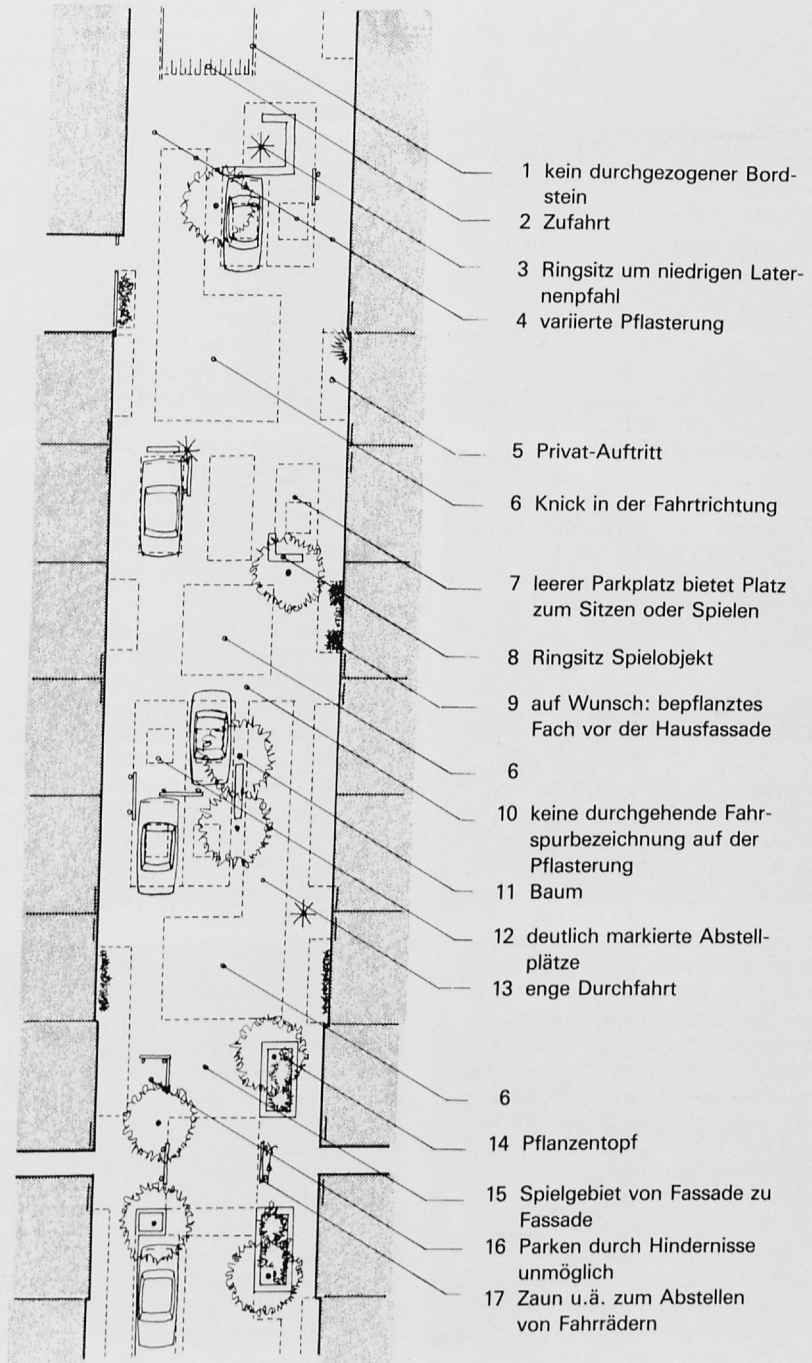 1 kein durchgezogener Bord-
stein
2 Zufahrt
3 Ringsitz um niedrigen Later-
nenpfahl
4 variierte Pflasterung
5 Privat-Auftritt
6 Knick in der Fahrtrichtung
7 leerer Parkplatz bietet Platz
zum Sitzen oder Spielen
8 Ringsitz Spielobjekt
9 auf Wunsch: bepflanztes
Fach vor der Hausfassade
6
10 keine durchgehende Fahr-
spurbezeichnung auf der
Pflasterung
11 Baum
12 deutlich markierte Abstell-
plätze
13 enge Durchfahrt
6
14 Pflanzentopf
15 Spielgebiet von Fassade zu
Fassade
16 Parken durch Hindernisse
unmöglich
17 Zaun u.ä. zum Abstellen
von Fahrrädern